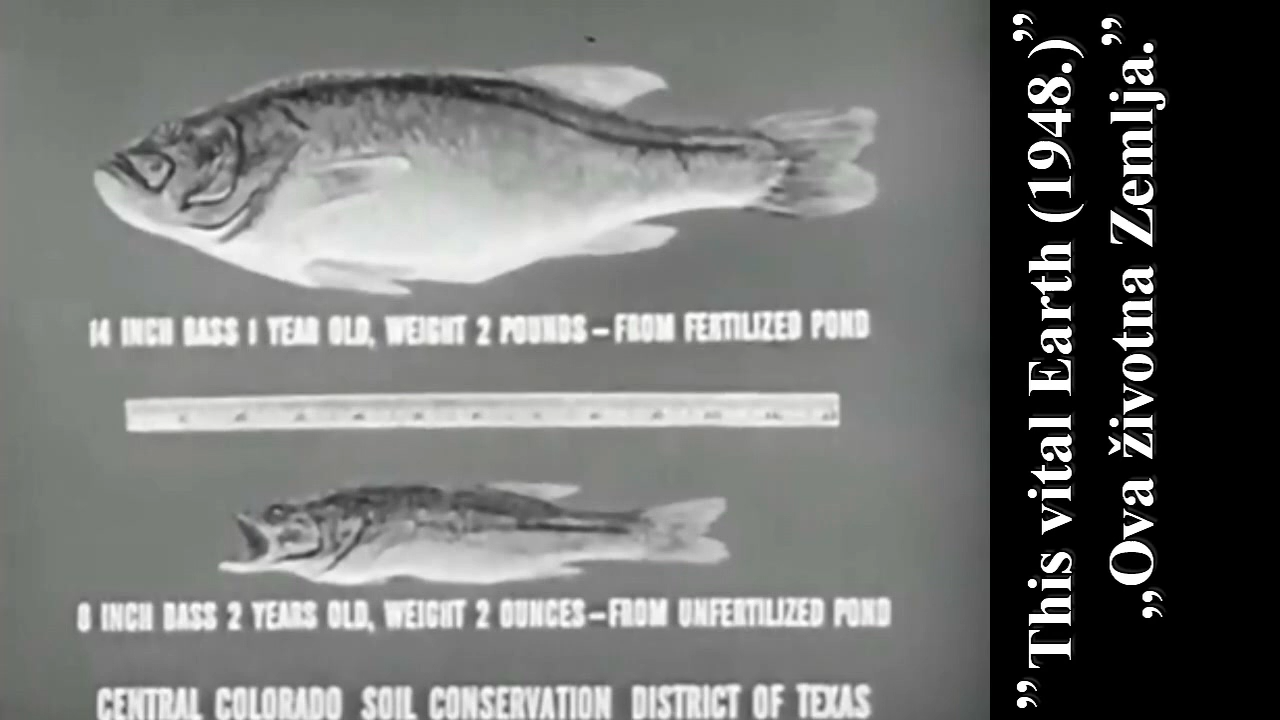 14 INCH BASS 1 YEAR OLD, WEIGHT 2 POUNDS – FROM FERTILIZED POND
8 INCH BASS 2 YEARS OLD, WEIGHT 2 OUNCES – FROM UNFERTILIZED POND
CENTRAL COLORADO SOIL CONSERVATION DISTRICT OF TEXAS
”This vital Earth (1948.)”
”Ova životna Zemlja.”